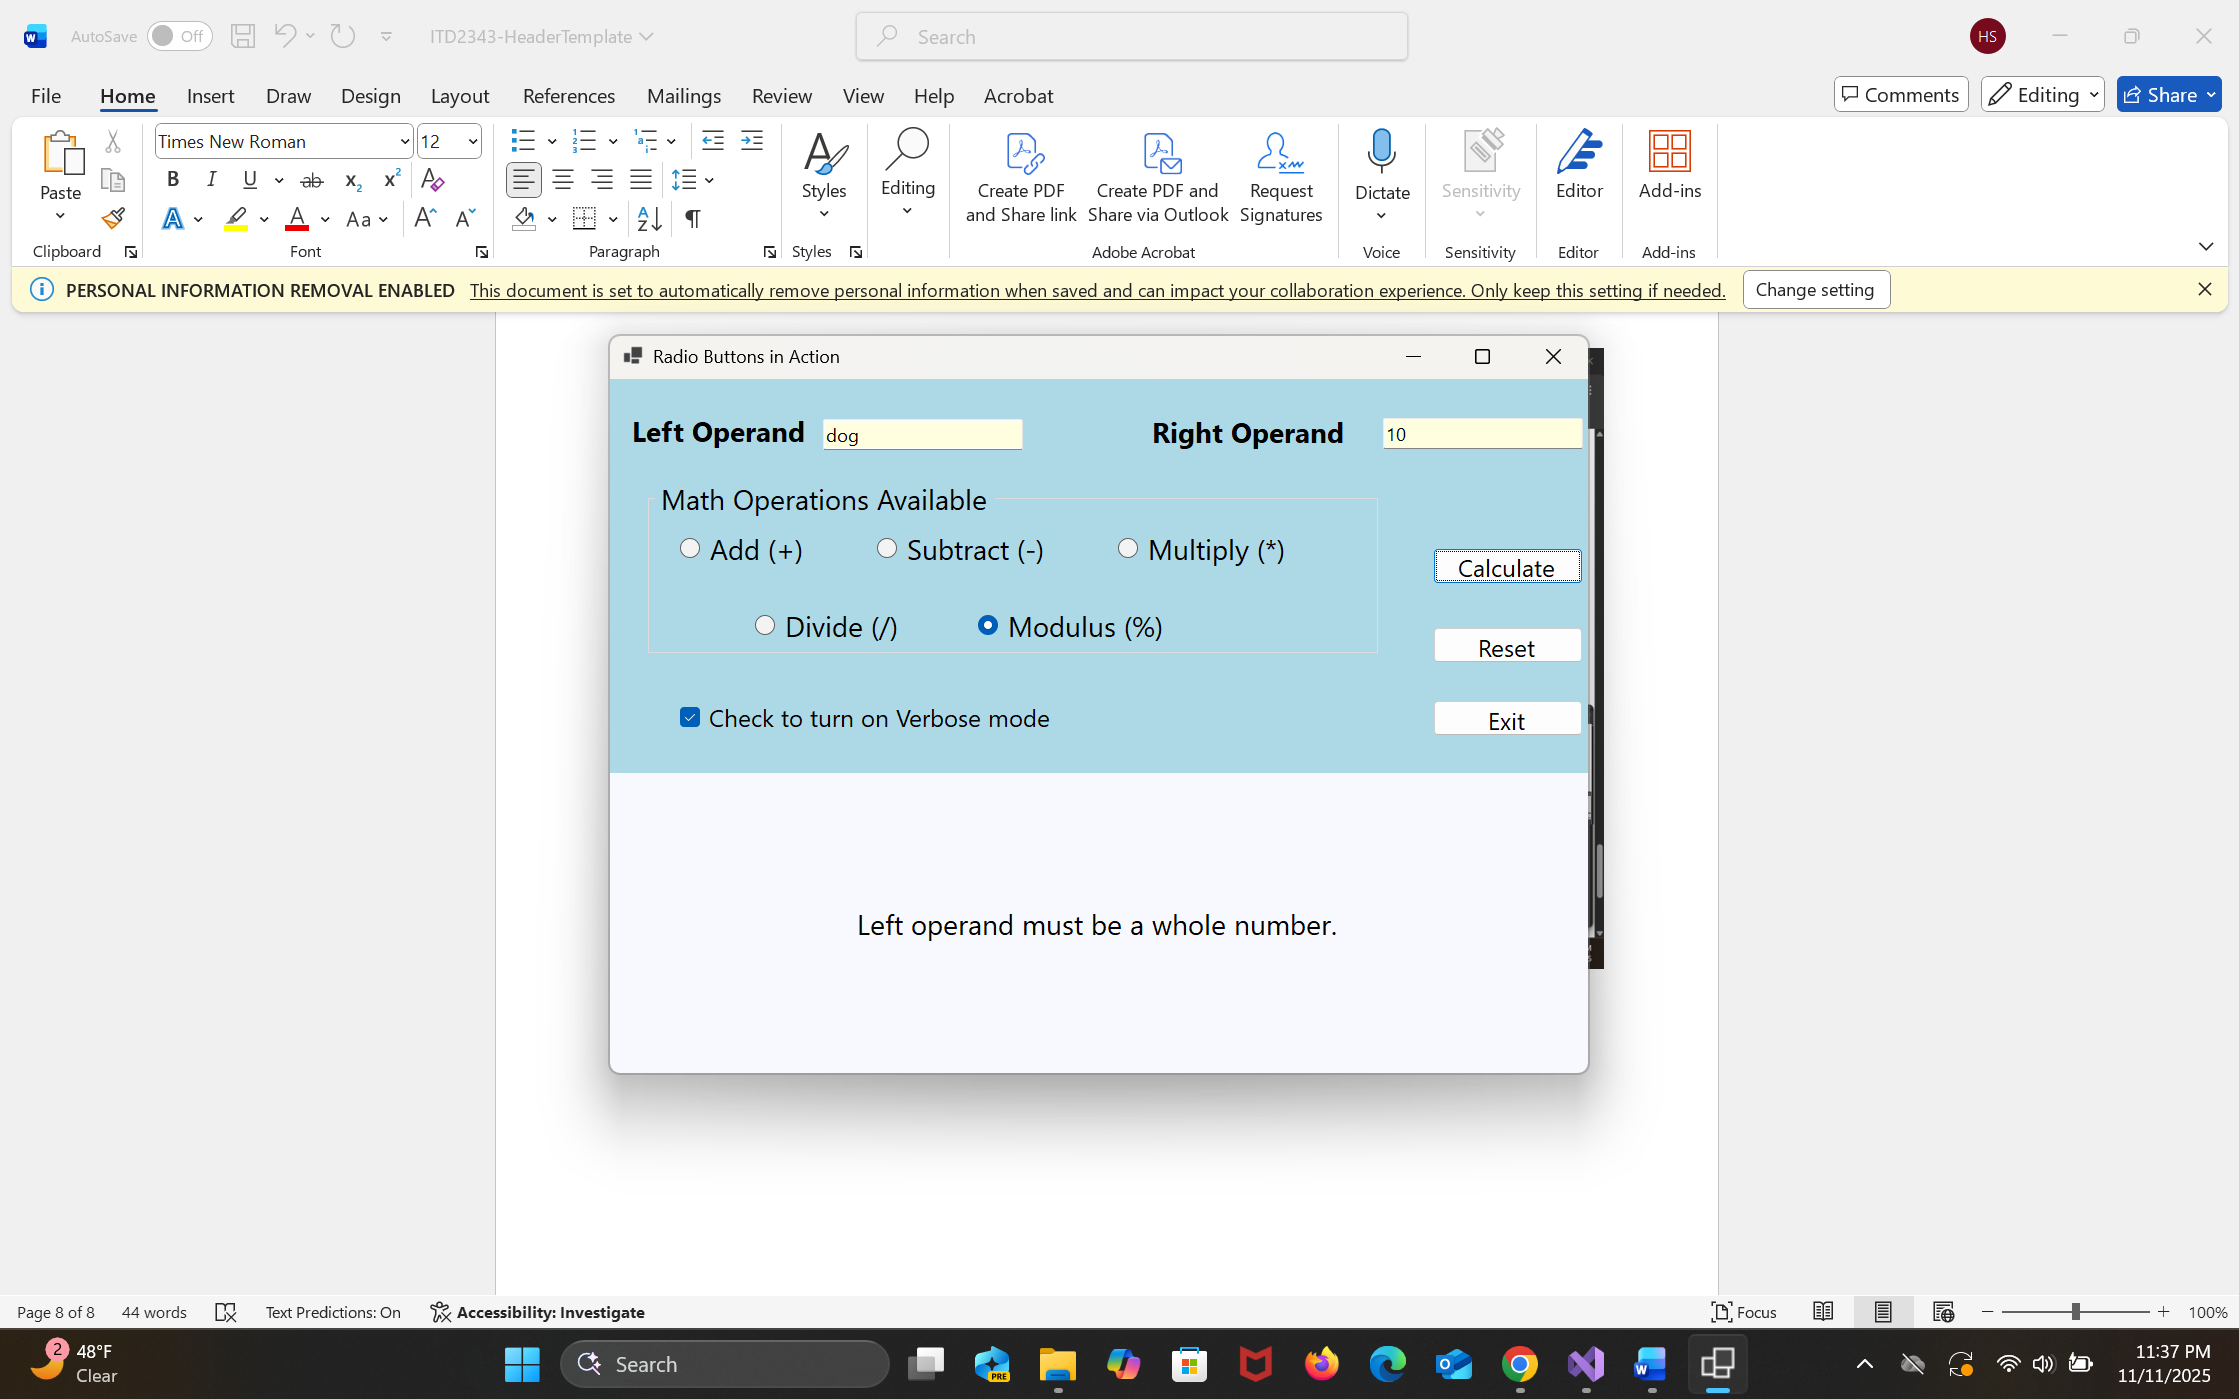 AutoSave Off ITD2343-HeaderTemplate Search HS
File Home Insert Draw Design Layout References Mailings Review View Help Acrobat Comments Editing Share
Paste
Clipboard
Times New Roman 12
B I U ab x2 x2 A
A A Aa A A
Font
Paragraph
Styles
Styles
Editing
Create PDF and Share link
Create PDF and Share via Outlook
Request Signatures
Adobe Acrobat
Dictate
Voice
Sensitivity
Sensitivity
Editor
Editor
Add-ins
Add-ins
PERSONAL INFORMATION REMOVAL ENABLED This document is set to automatically remove personal information when saved and can impact your collaboration experience. Only keep this setting if needed. Change setting
Radio Buttons in Action
Left Operand dog Right Operand 10
Math Operations Available
Add (+) Subtract (-) Multiply (*)
Calculate
Divide (/) Modulus (%)
Reset
Check to turn on Verbose mode
Exit
Left operand must be a whole number.
Page 8 of 8 44 words Text Predictions: On Accessibility: Investigate Focus 100%
2 48°F
Clear
Search
PRE
11:37 PM
11/11/2025